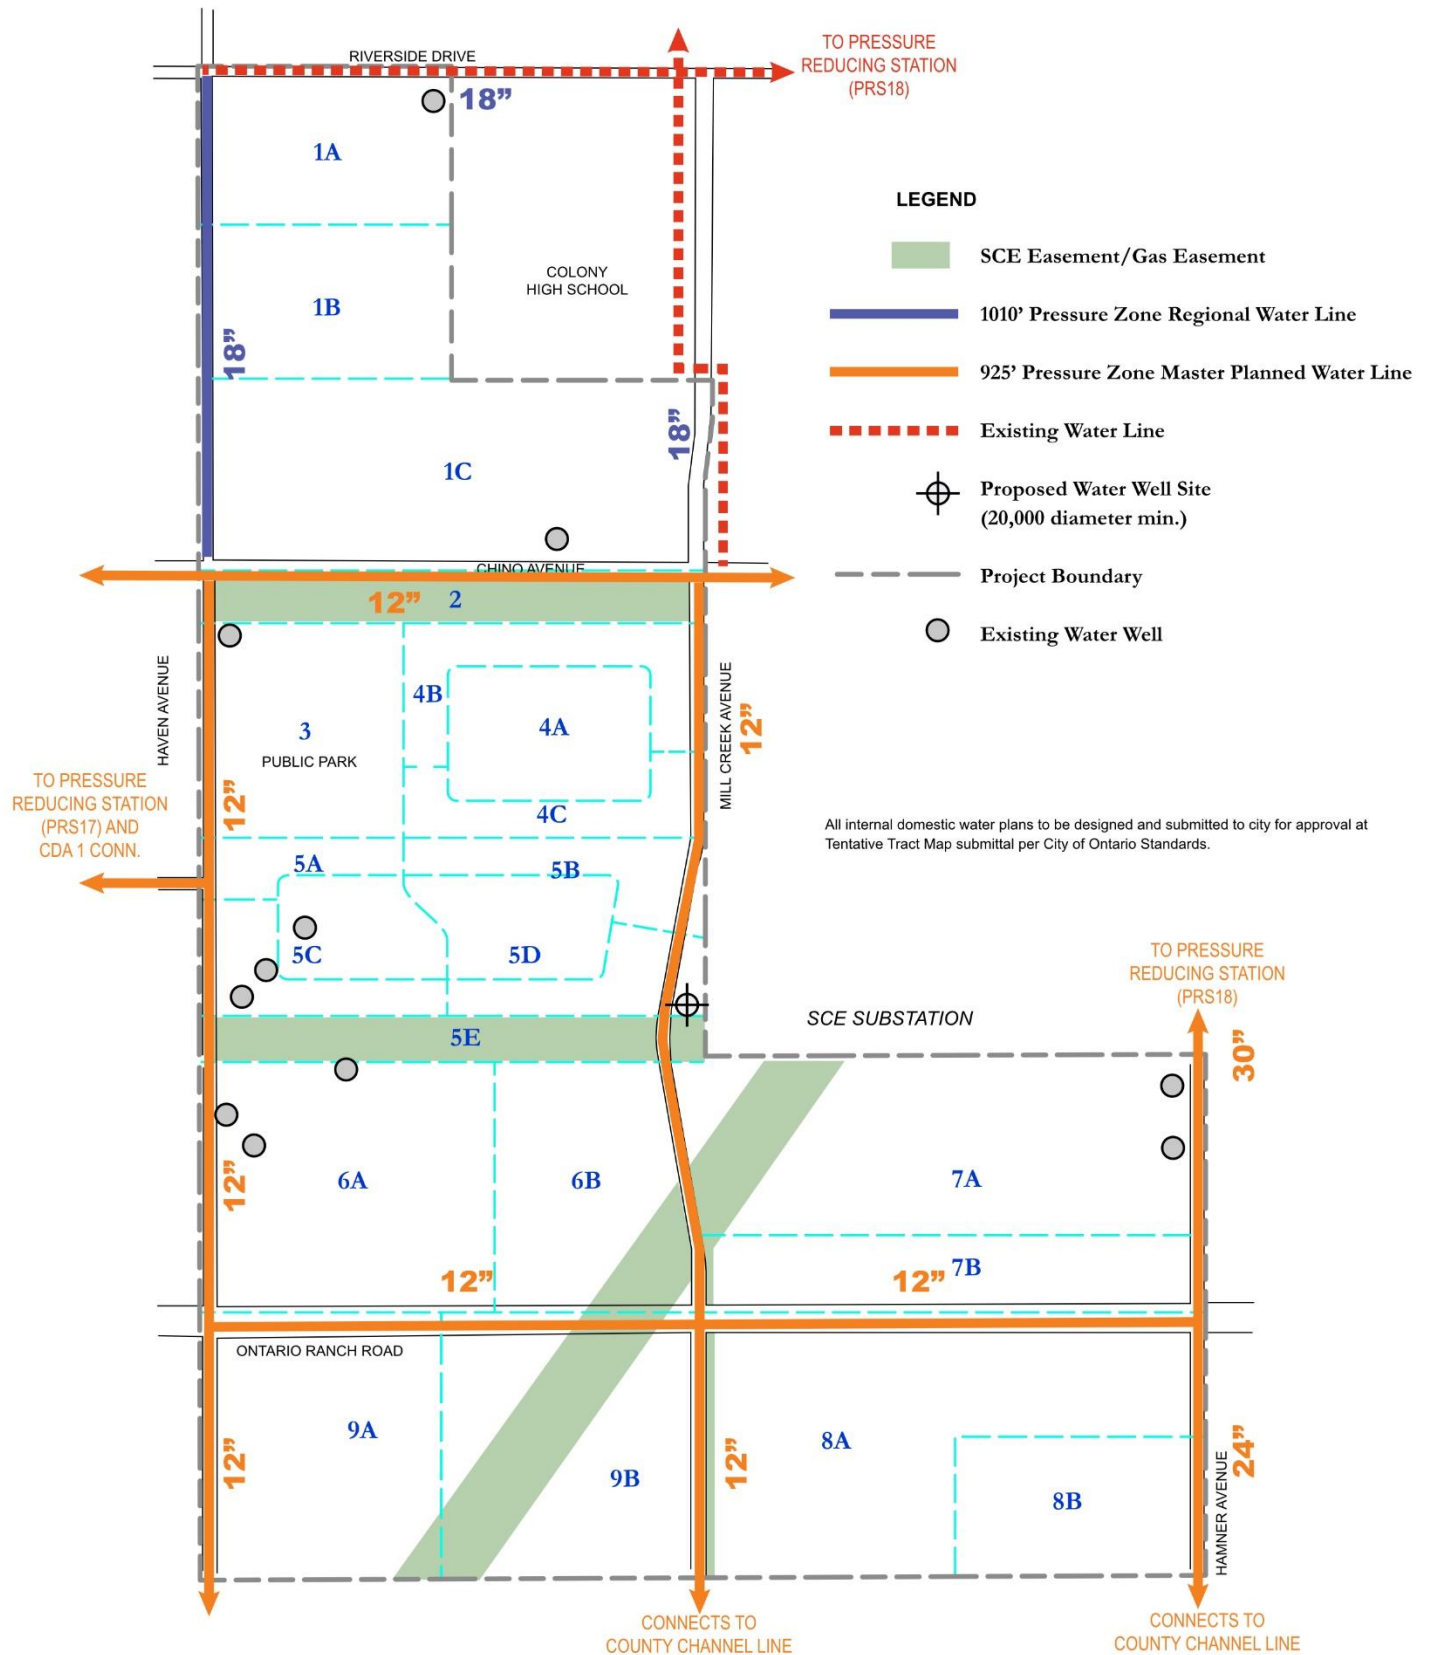 RIVERSIDE DRIVE
TO PRESSURE
REDUCING STATION
(PRS18)
18”
1A
LEGEND
COLONY
HIGH SCHOOL
SCE Easement/Gas Easement
1B
1010’ Pressure Zone Regional Water Line
18”
925’ Pressure Zone Master Planned Water Line
18”
Existing Water Line
1C
Proposed Water Well Site
(20,000 diameter min.)
CHINO AVENUE
Project Boundary
12”
2
Existing Water Well
HAVEN AVENUE
4B
4A
3
PUBLIC PARK
MILL CREEK AVENUE
12”
TO PRESSURE
REDUCING STATION
(PRS17) AND
CDA 1 CONN.
12”
4C
All internal domestic water plans to be designed and submitted to city for approval at
Tentative Tract Map submittal per City of Ontario Standards.
5A
5B
5C
5D
TO PRESSURE
REDUCING STATION
(PRS18)
SCE SUBSTATION
5E
30”
6A
6B
7A
12”
12”
12”
7B
ONTARIO RANCH ROAD
9A
8A
12”
9B
12”
8B
24”
HAMNER AVENUE
CONNECTS TO
COUNTY CHANNEL LINE
CONNECTS TO
COUNTY CHANNEL LINE